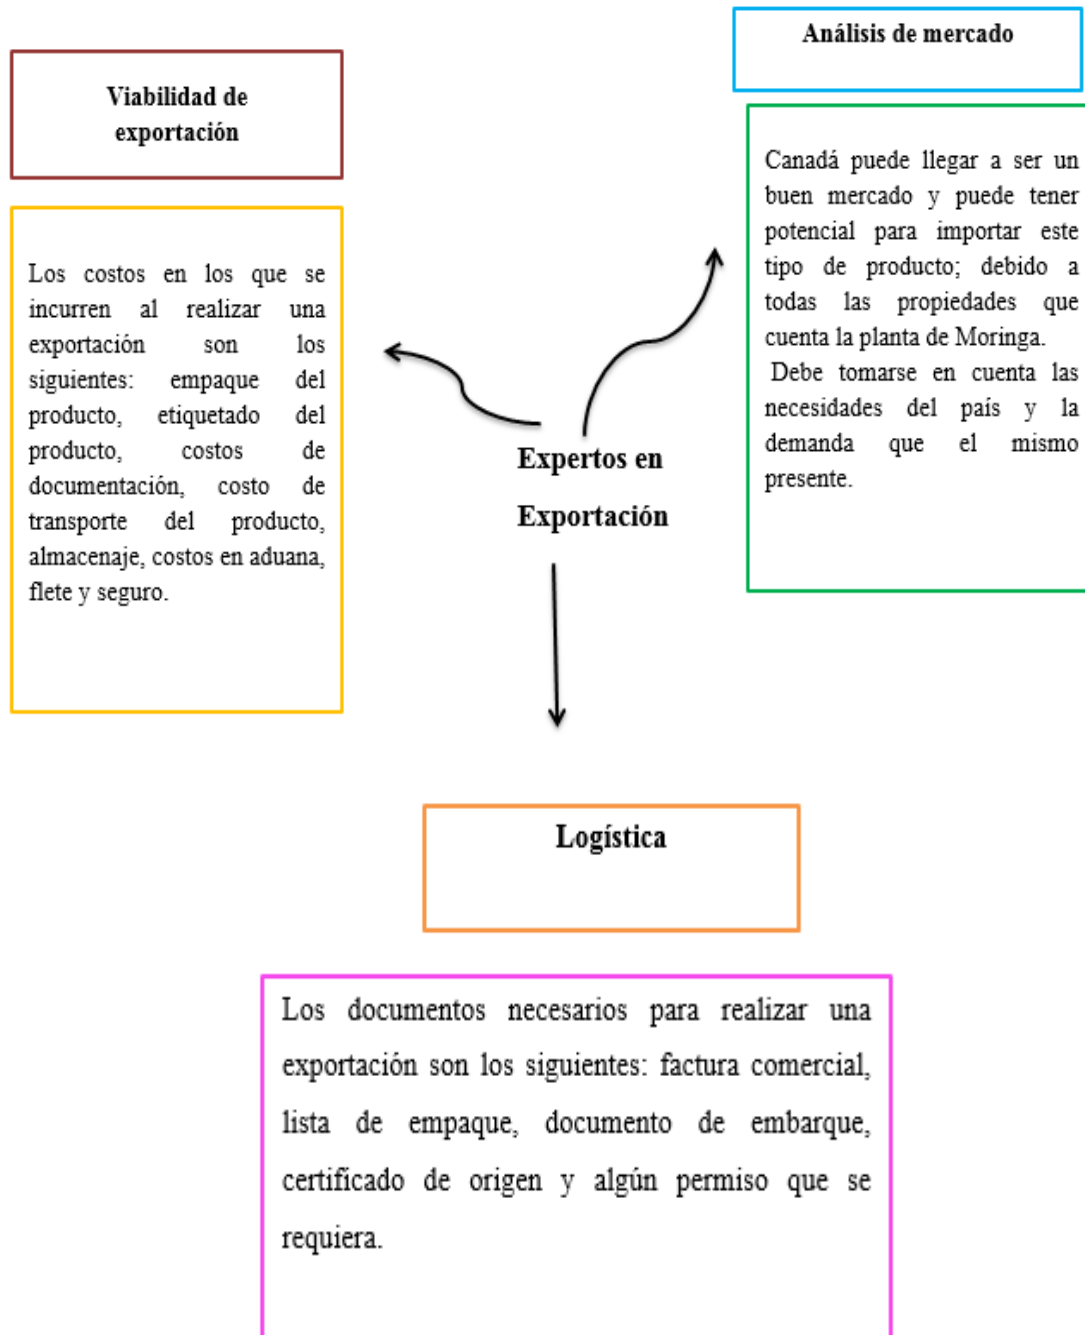 Viabilidad de
exportación
Los costos en los que se
incurren al realizar una
exportación son los
siguientes: empaque del
producto, etiquetado del
producto, costos de
documentación, costo de
transporte del producto,
almacenaje, costos en aduana,
flete y seguro.
Análisis de mercado
Canadá puede llegar a ser un
buen mercado y puede tener
potencial para importar este
tipo de producto; debido a
todas las propiedades que
cuenta la planta de Moringa.
Debe tomarse en cuenta las
necesidades del país y la
demanda que el mismo
presente.
Expertos en
Exportación
Logística
Los documentos necesarios para realizar una
exportación son los siguientes: factura comercial,
lista de empaque, documento de embarque,
certificado de origen y algún permiso que se
requiera.